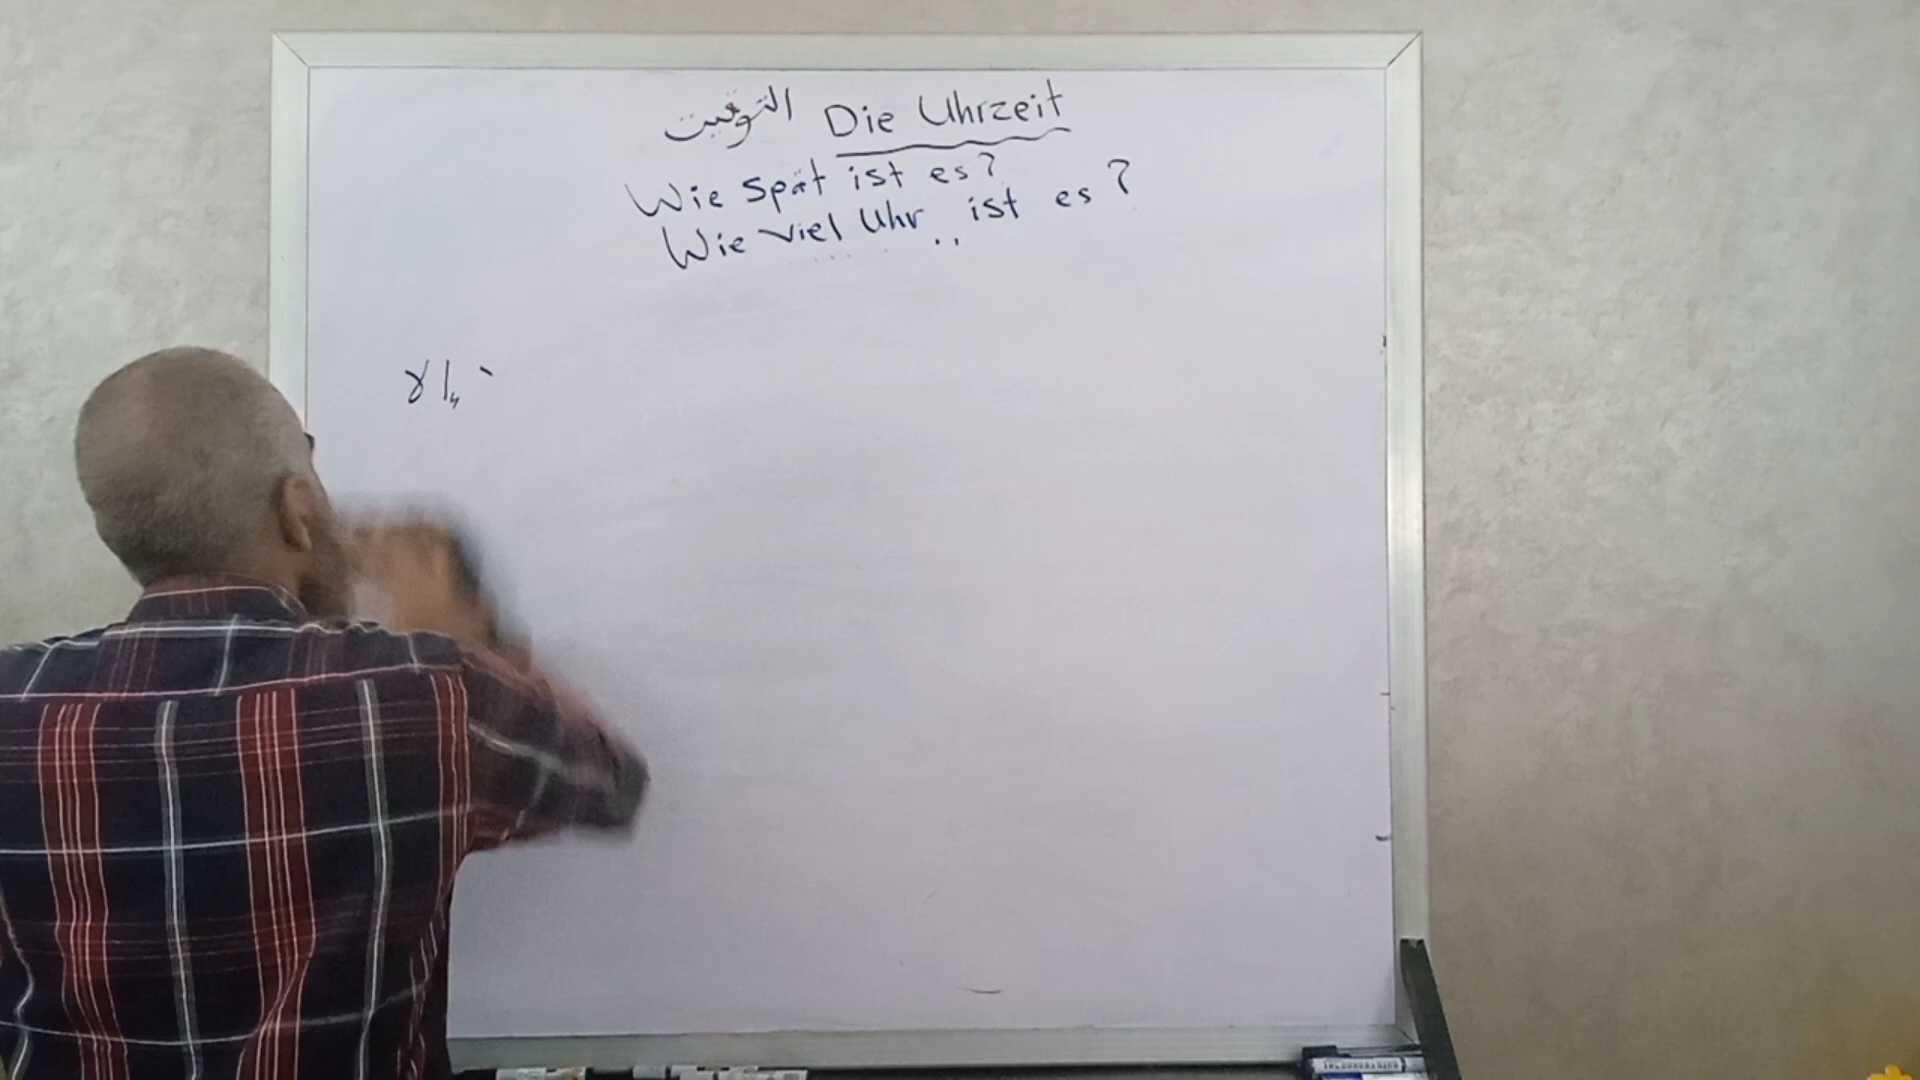 التوقيت Die Uhrzeit
Wie spät ist es?
Wie viel Uhr ist es?